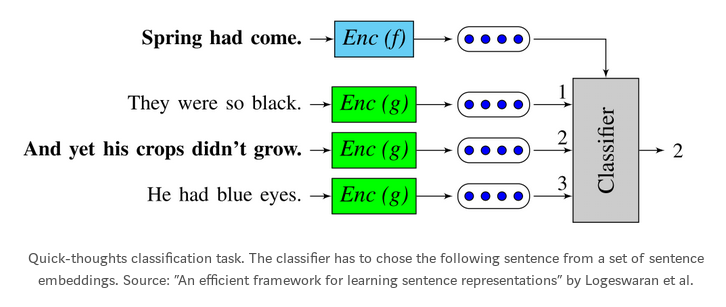 Spring had come. Enc (f)
They were so black. Enc (g) 1
And yet his crops didn't grow. Enc (g) 2
He had blue eyes. Enc (g) 3
Classifier
2
Quick-thoughts classification task. The classifier has to chose the following sentence from a set of sentence
embeddings. Source: "An efficient framework for learning sentence representations" by Logeswaran et al.